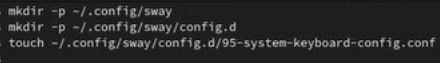 mkdir -p ~/.config/sway
mkdir -p ~/.config/sway/config.d
touch ~/.config/sway/config.d/95-system-keyboard-config.conf